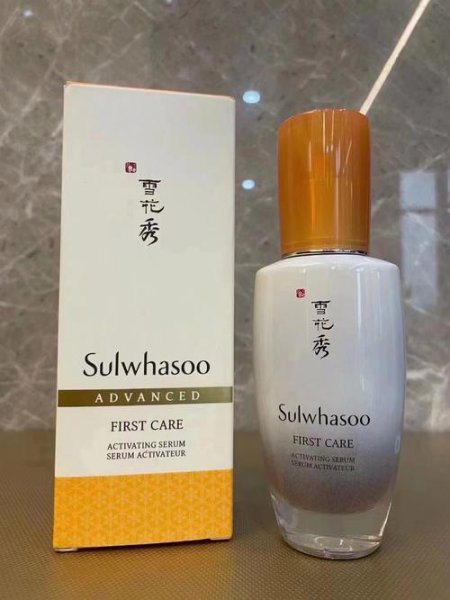 雪花秀
Sulwhasoo
ADVANCED
FIRST CARE
ACTIVATING SERUM
SERUM ACTIVATEUR
雪花秀
Sulwhasoo
FIRST CARE
ACTIVATING SERUM
SERUM ACTIVATEUR